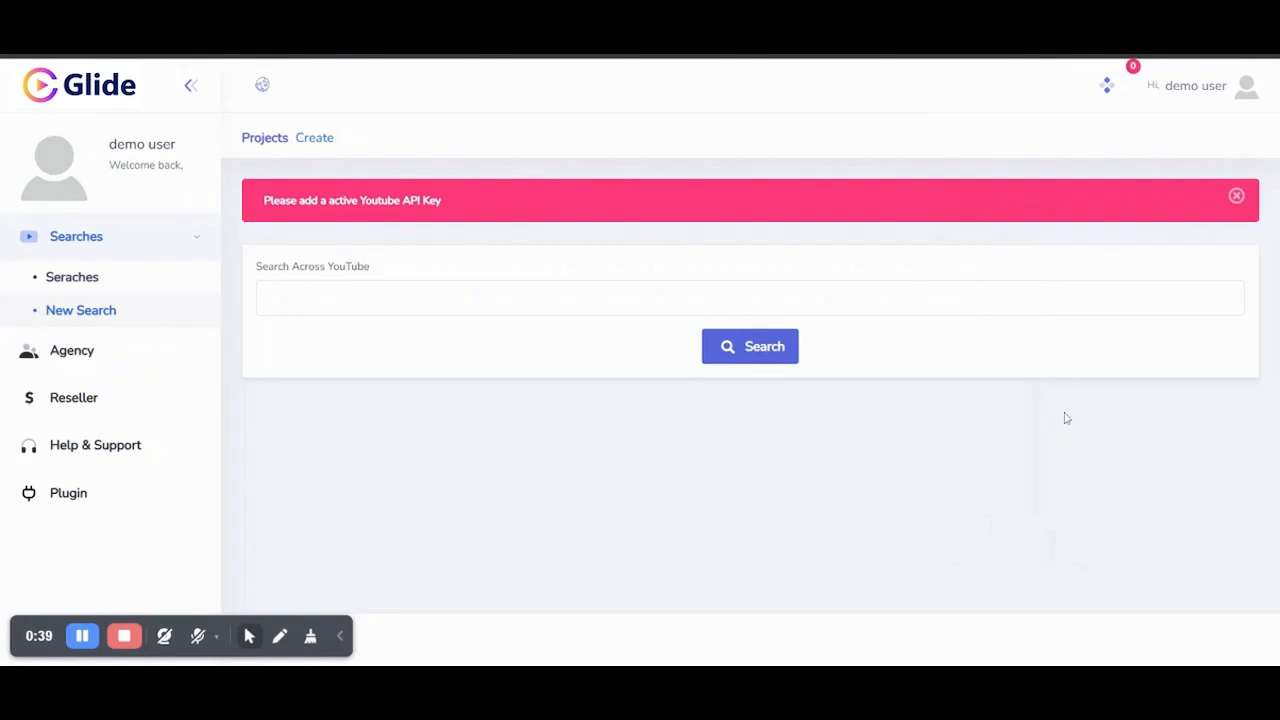 Glide
0
Hi, demo user
demo user
Welcome back,
Projects Create
Please add a active Youtube API Key
Searches
Seraches
New Search
Agency
Reseller
Help & Support
Plugin
Search Across YouTube
Search
0:39